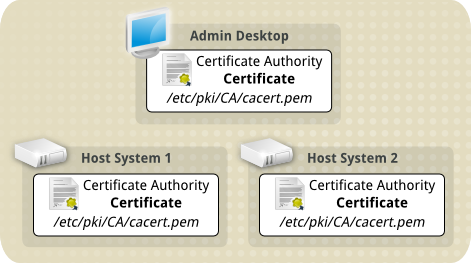 Admin Desktop
Certificate Authority
Certificate
/etc/pki/CA/cacert.pem
Host System 1
Certificate Authority
Certificate
/etc/pki/CA/cacert.pem
Host System 2
Certificate Authority
Certificate
/etc/pki/CA/cacert.pem